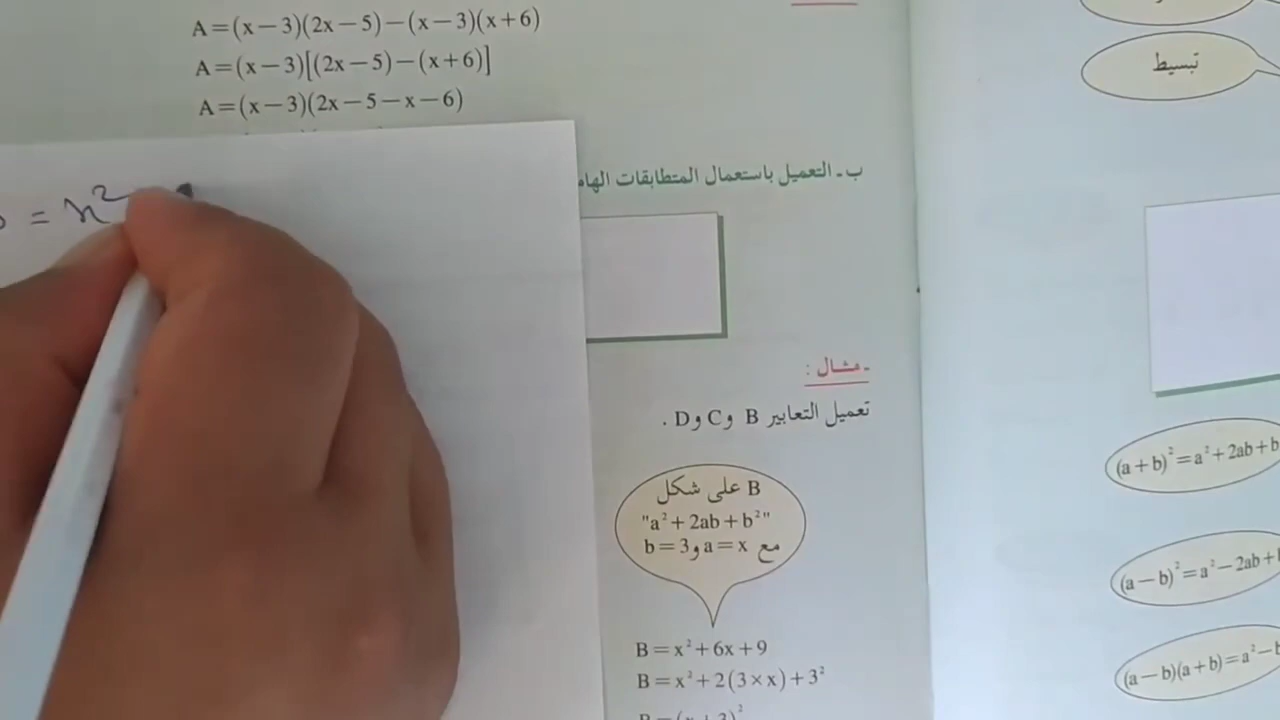 A=(x−3)(2x−5)−(x−3)(x+6)
A=(x−3)[(2x−5)−(x+6)]
A=(x−3)(2x−5−x−6)
تبسيط
ب ـ التعميل باستعمال المتطابقات
= x²
ـ مثال :
تعميل التعابير B و C و D .
B على شكل
"a²+2ab+b²"
مع a=x و b=3
B=x²+6x+9
B=x²+2(3×x)+3²
(a+b)²=a²+2ab+b
(a−b)²=a²−2ab+
(a−b)(a+b)=a²−b